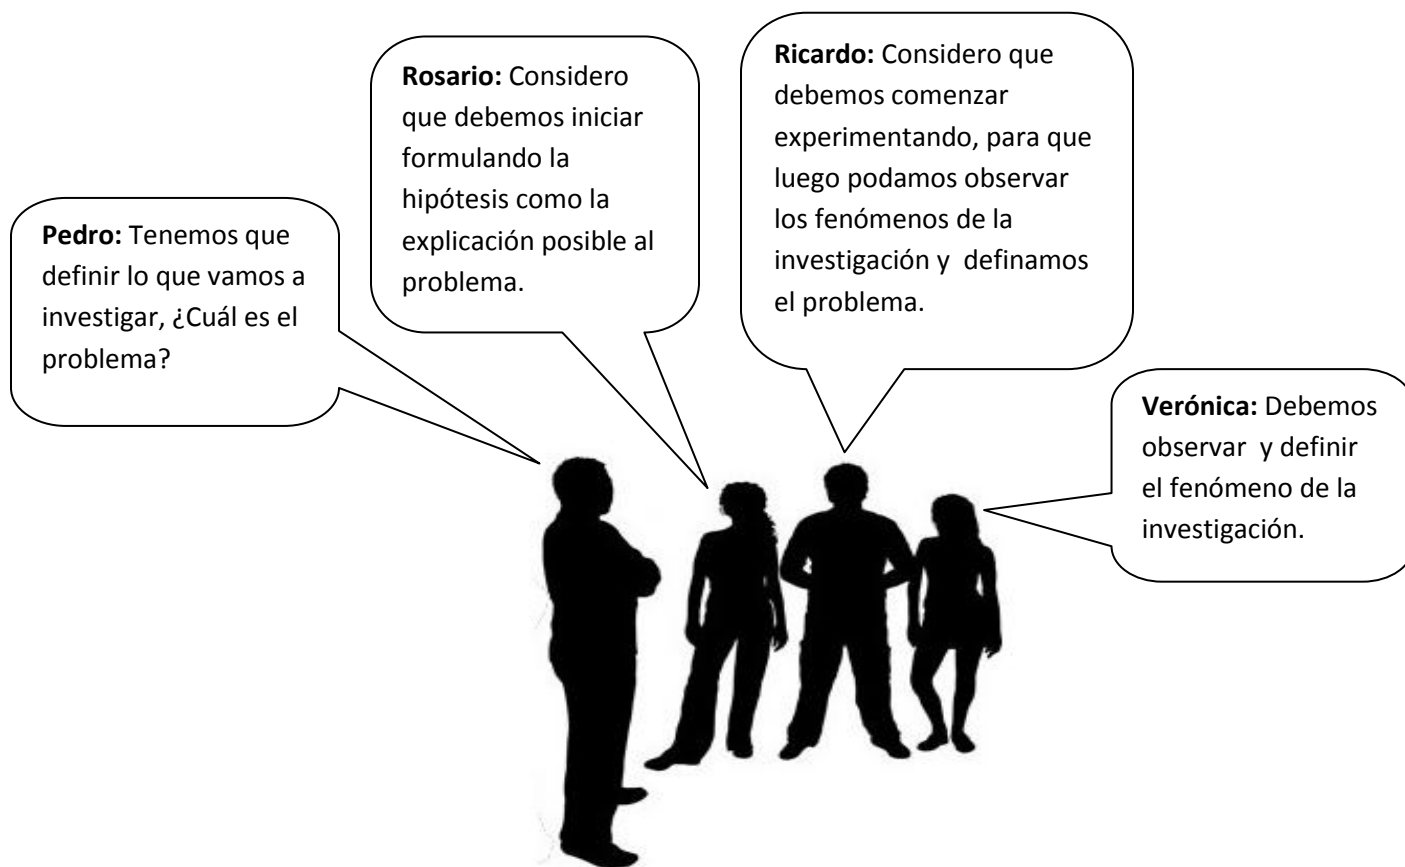 Pedro: Tenemos que
definir lo que vamos a
investigar, ¿Cuál es el
problema?
Rosario: Considero
que debemos iniciar
formulando la
hipótesis como la
explicación posible al
problema.
Ricardo: Considero que
debemos comenzar
experimentando, para que
luego podamos observar
los fenómenos de la
investigación y definamos
el problema.
Verónica: Debemos
observar y definir
el fenómeno de la
investigación.